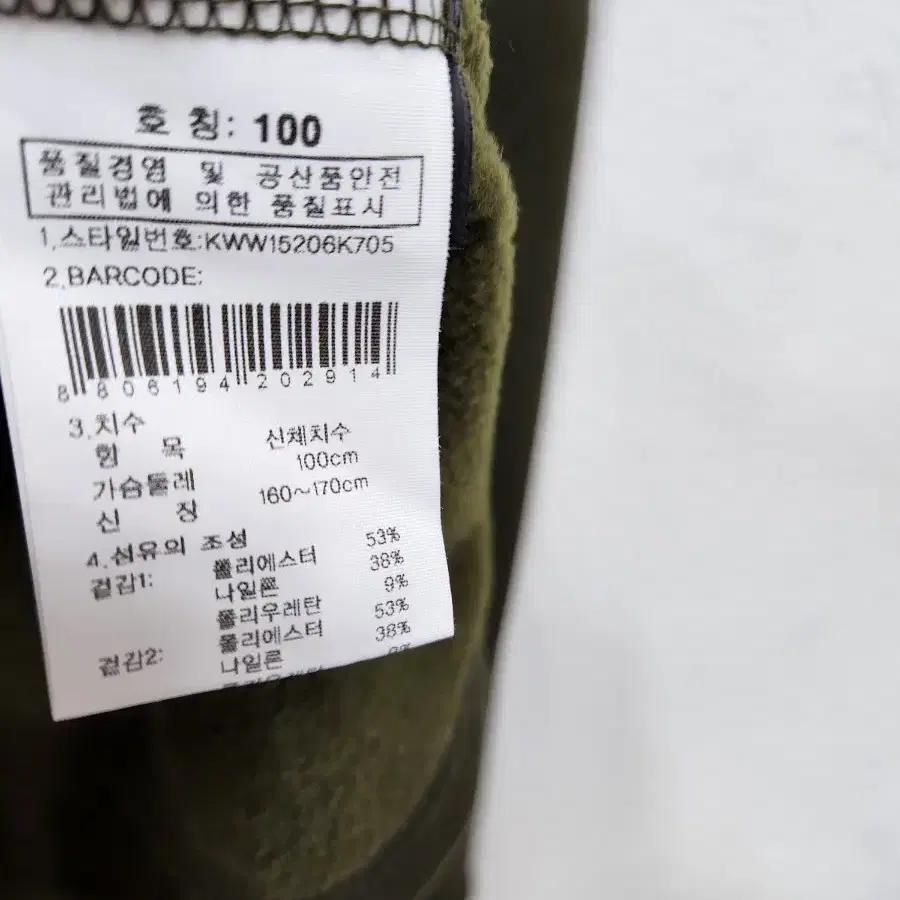 호 칭: 100
품질경영 및 공산품안전
관리법에 의한 품질표시
1.스타일번호:KWW15206K705
2.BARCODE:
8806194202914
3.치수
항 목 신체치수
가슴둘레 100cm
신 장 160~170cm
4.섬유의 조성
겉감1: 폴리에스터 53%
나일론 38%
폴리우레탄 9%
겉감2: 폴리에스터 53%
나일론 38%